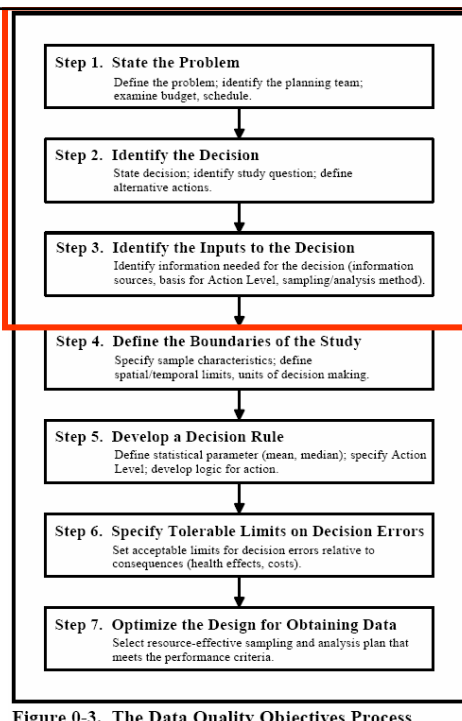 Step 1. State the Problem
Define the problem; identify the planning team;
examine budget, schedule.
Step 2. Identify the Decision
State decision; identify study question; define
alternative actions.
Step 3. Identify the Inputs to the Decision
Identify information needed for the decision (information
sources, basis for Action Level, sampling/analysis method).
Step 4. Define the Boundaries of the Study
Specify sample characteristics; define
spatial/temporal limits, units of decision making.
Step 5. Develop a Decision Rule
Define statistical parameter (mean, median); specify Action
Level; develop logic for action.
Step 6. Specify Tolerable Limits on Decision Errors
Set acceptable limits for decision errors relative to
consequences (health effects, costs).
Step 7. Optimize the Design for Obtaining Data
Select resource-effective sampling and analysis plan that
meets the performance criteria.
Figure 0-3. The Data Quality Objectives Process